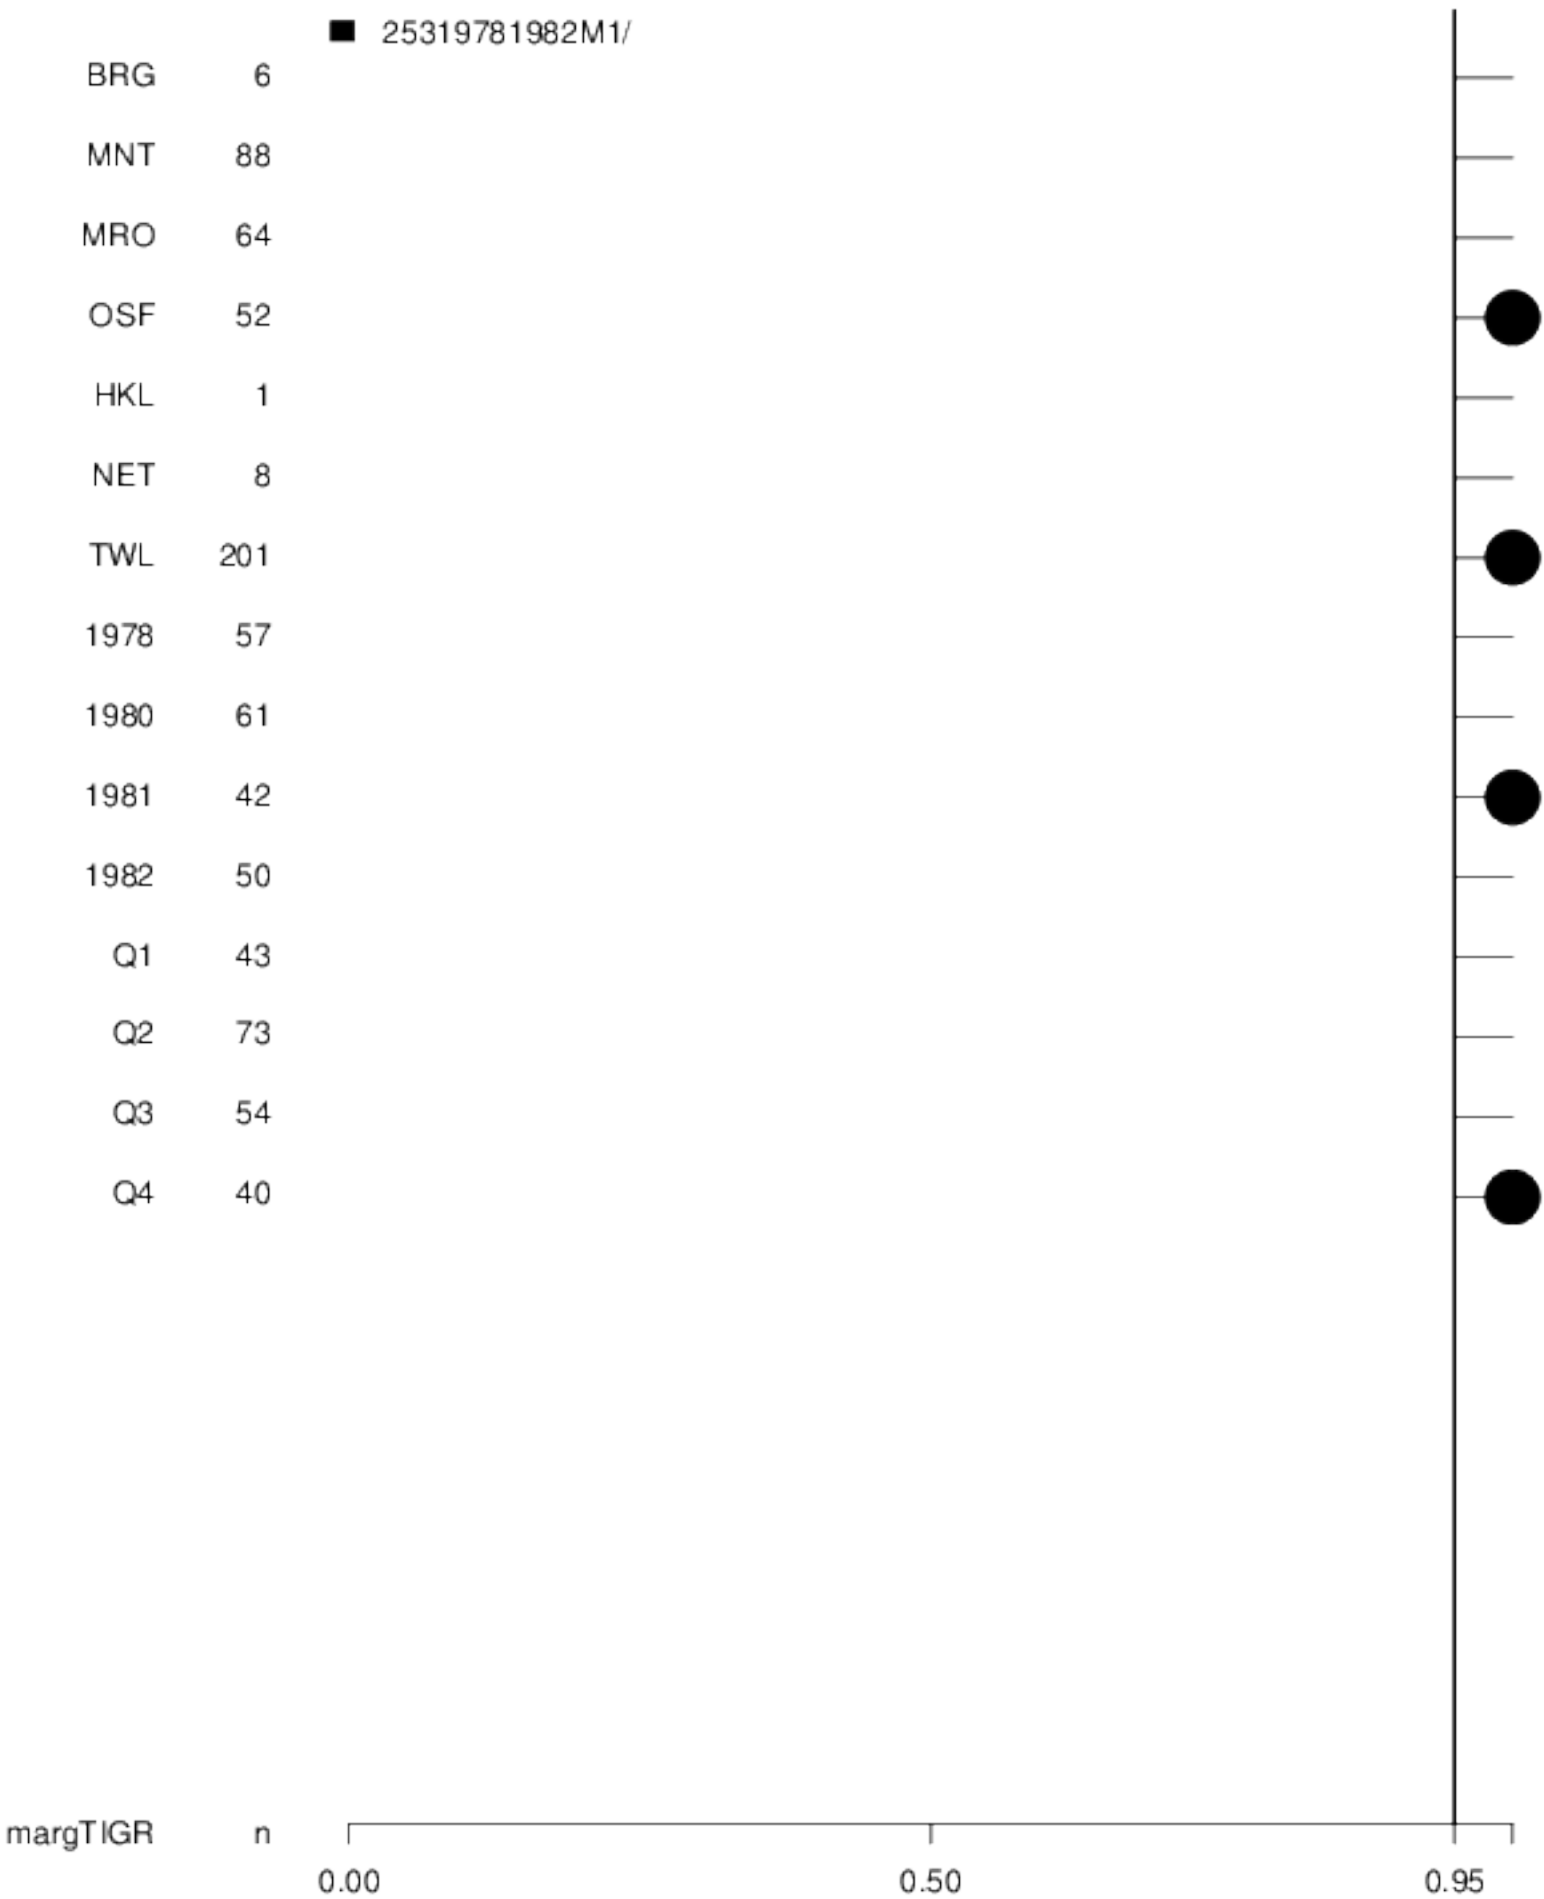 25319781982M1/
BRG 6
MNT 88
MRO 64
OSF 52
HKL 1
NET 8
TWL 201
1978 57
1980 61
1981 42
1982 50
Q1 43
Q2 73
Q3 54
Q4 40
margTIGR n
0.00 0.50 0.95